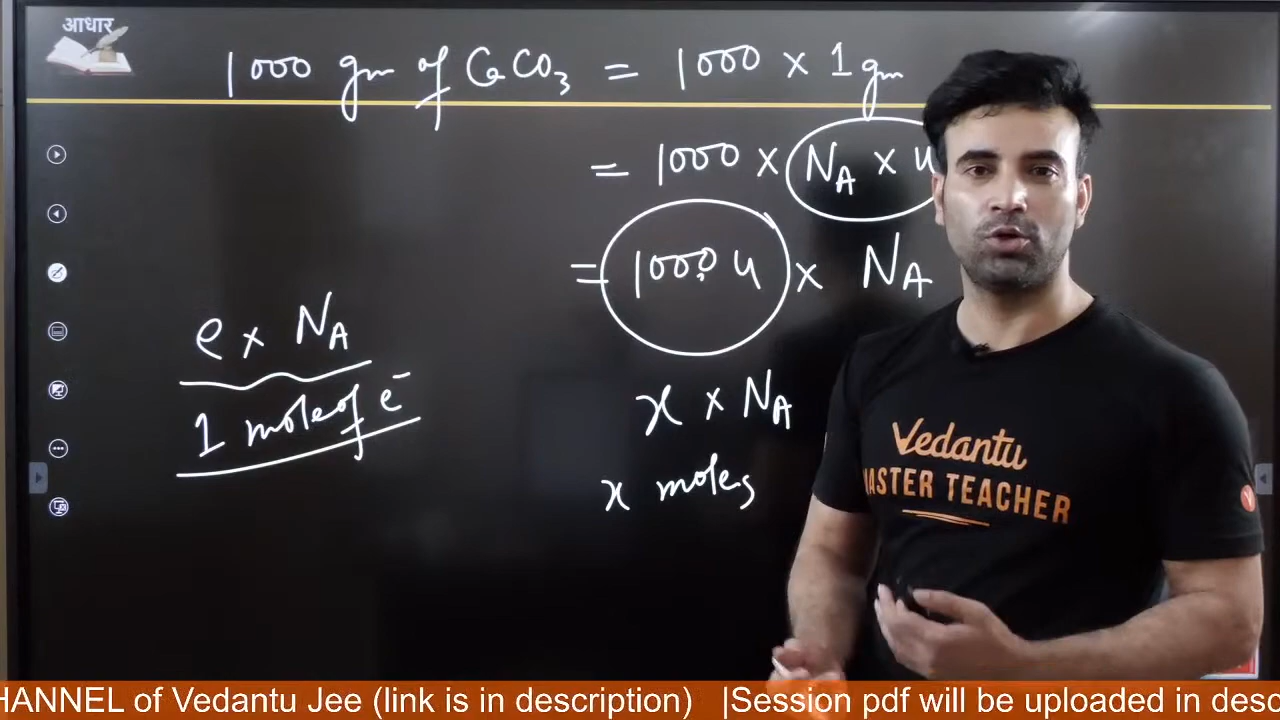 आधार
1000 gm of CaCO3 = 1000 × 1 gm
= 1000 × NA × u
= 1000 u × NA
e × NA
1 mole of e⁻
x × NA
x moles
Vedantu
MASTER TEACHER
HANNEL of Vedantu Jee (link is in description) |Session pdf will be uploaded in desc